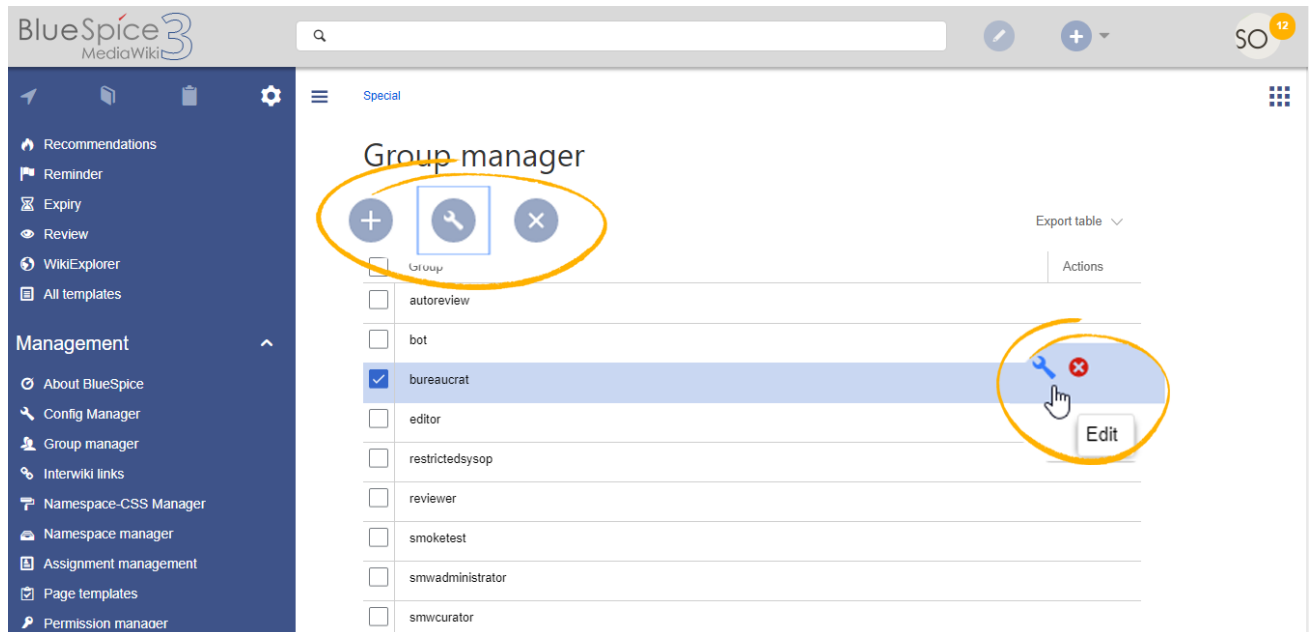 BlueSpice 3
MediaWiki
SO
12
Special
Recommendations
Reminder
Expiry
Review
WikiExplorer
All templates
Management
About BlueSpice
Config Manager
Group manager
Interwiki links
Namespace-CSS Manager
Namespace manager
Assignment management
Page templates
Permission manager
Group manager
Export table
Group
Actions
autoreview
bot
bureaucrat
Edit
editor
restrictedsysop
reviewer
smoketest
smwadministrator
smwcurator